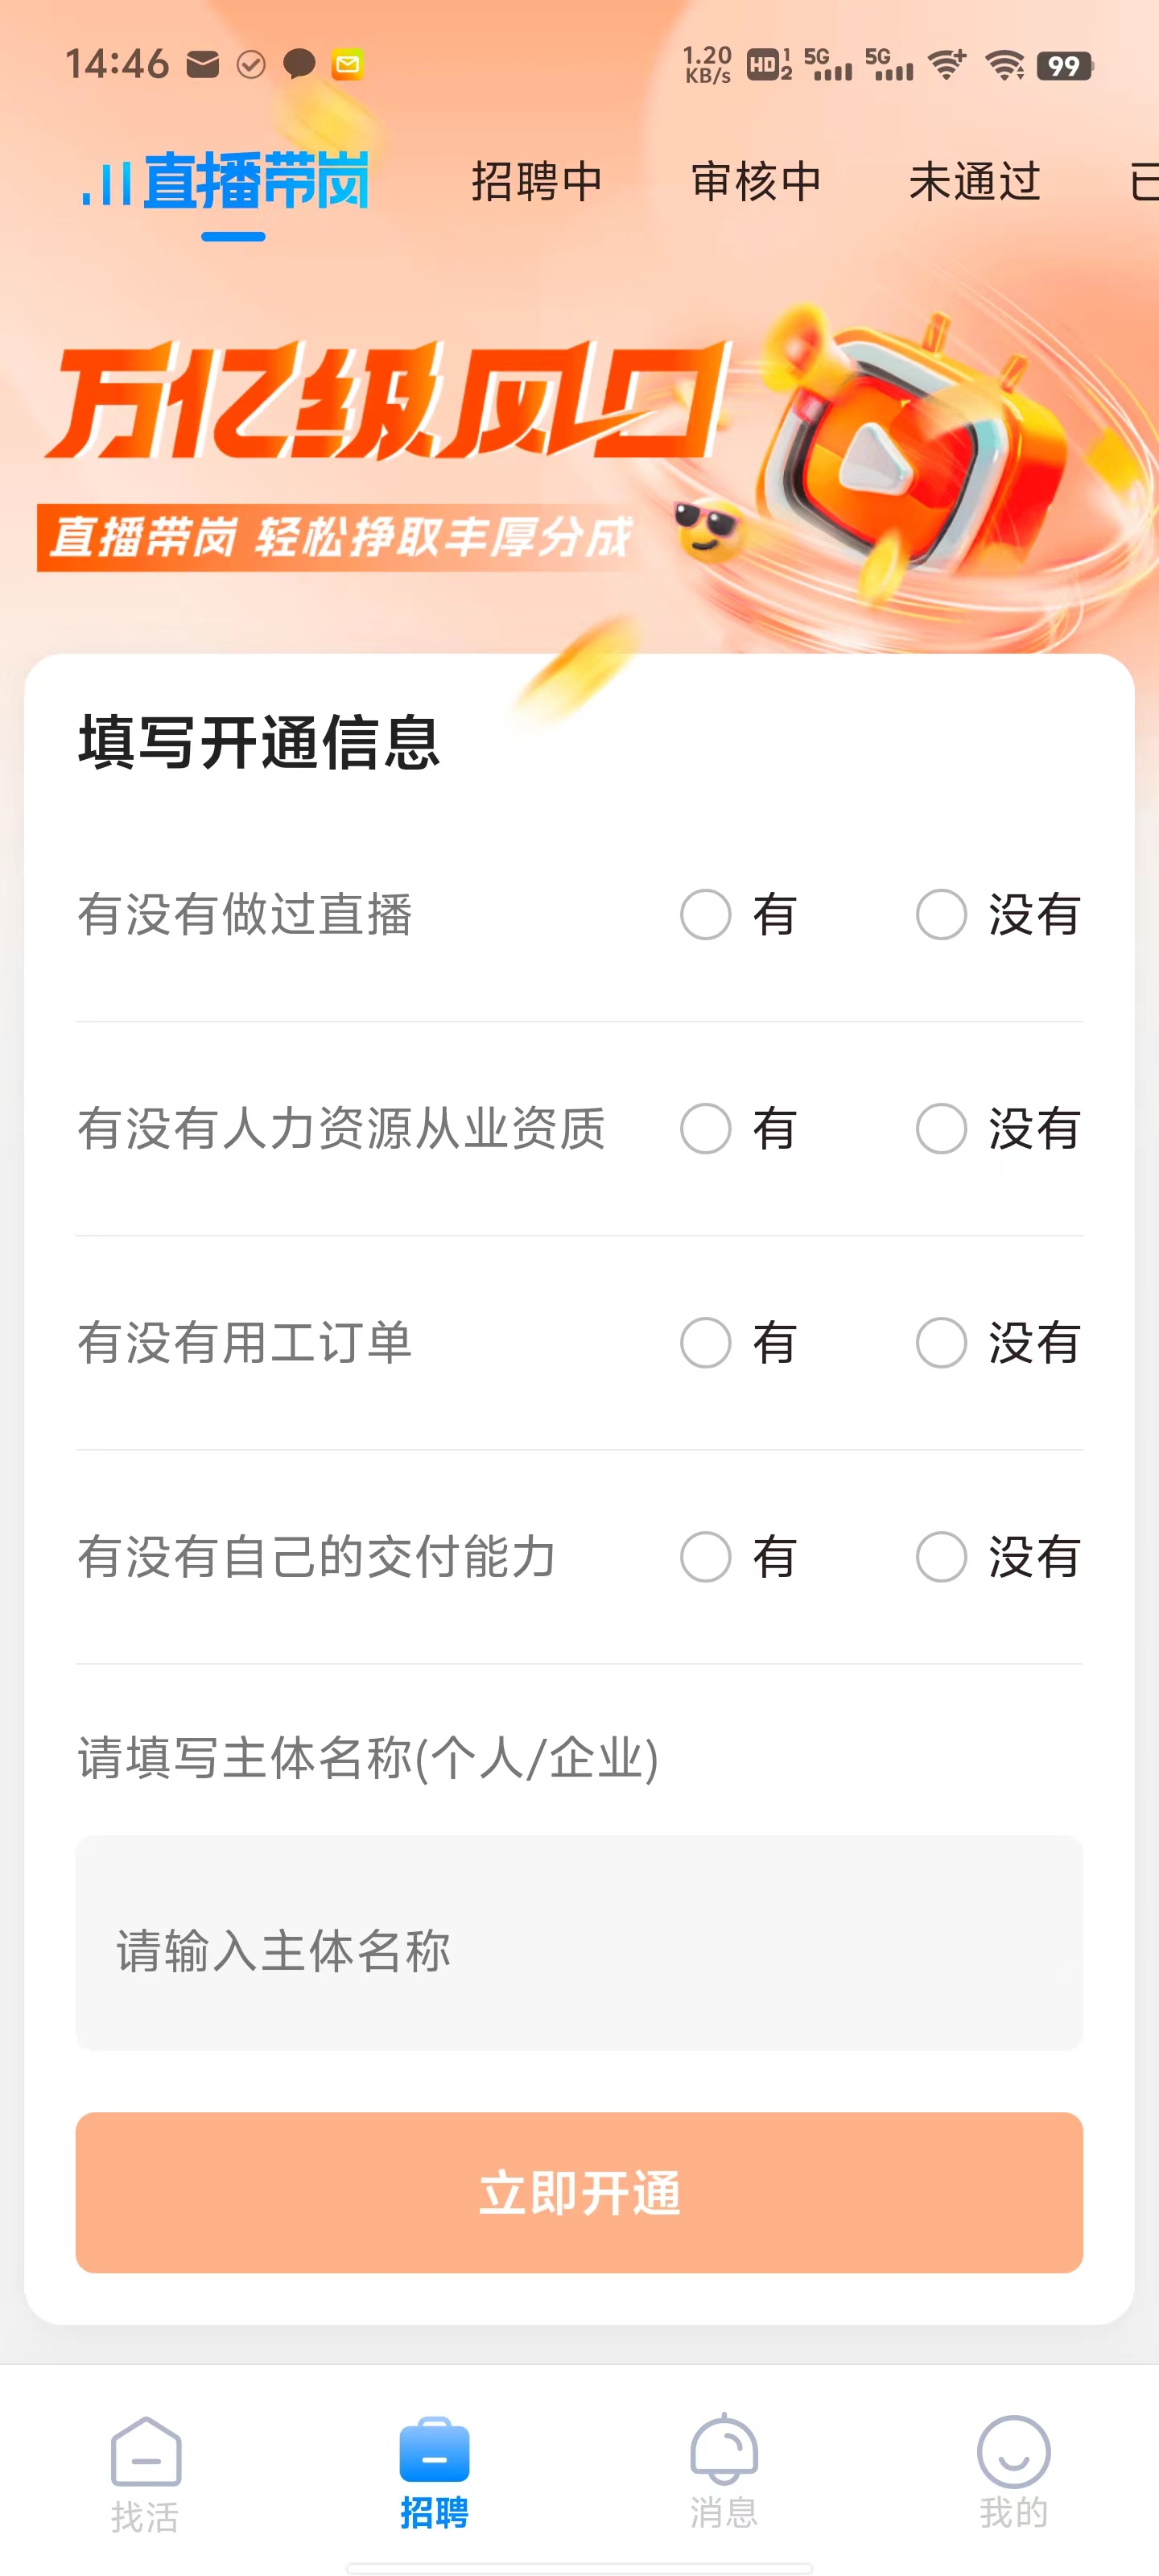 14:46
1.20 KB/s HD 1 2 5G 5G 99
直播带岗 招聘中 审核中 未通过
万亿级风口
直播带岗 轻松挣取丰厚分成
填写开通信息
有没有做过直播 有 没有
有没有人力资源从业资质 有 没有
有没有用工订单 有 没有
有没有自己的交付能力 有 没有
请填写主体名称(个人/企业)
请输入主体名称
立即开通
找活 招聘 消息 我的